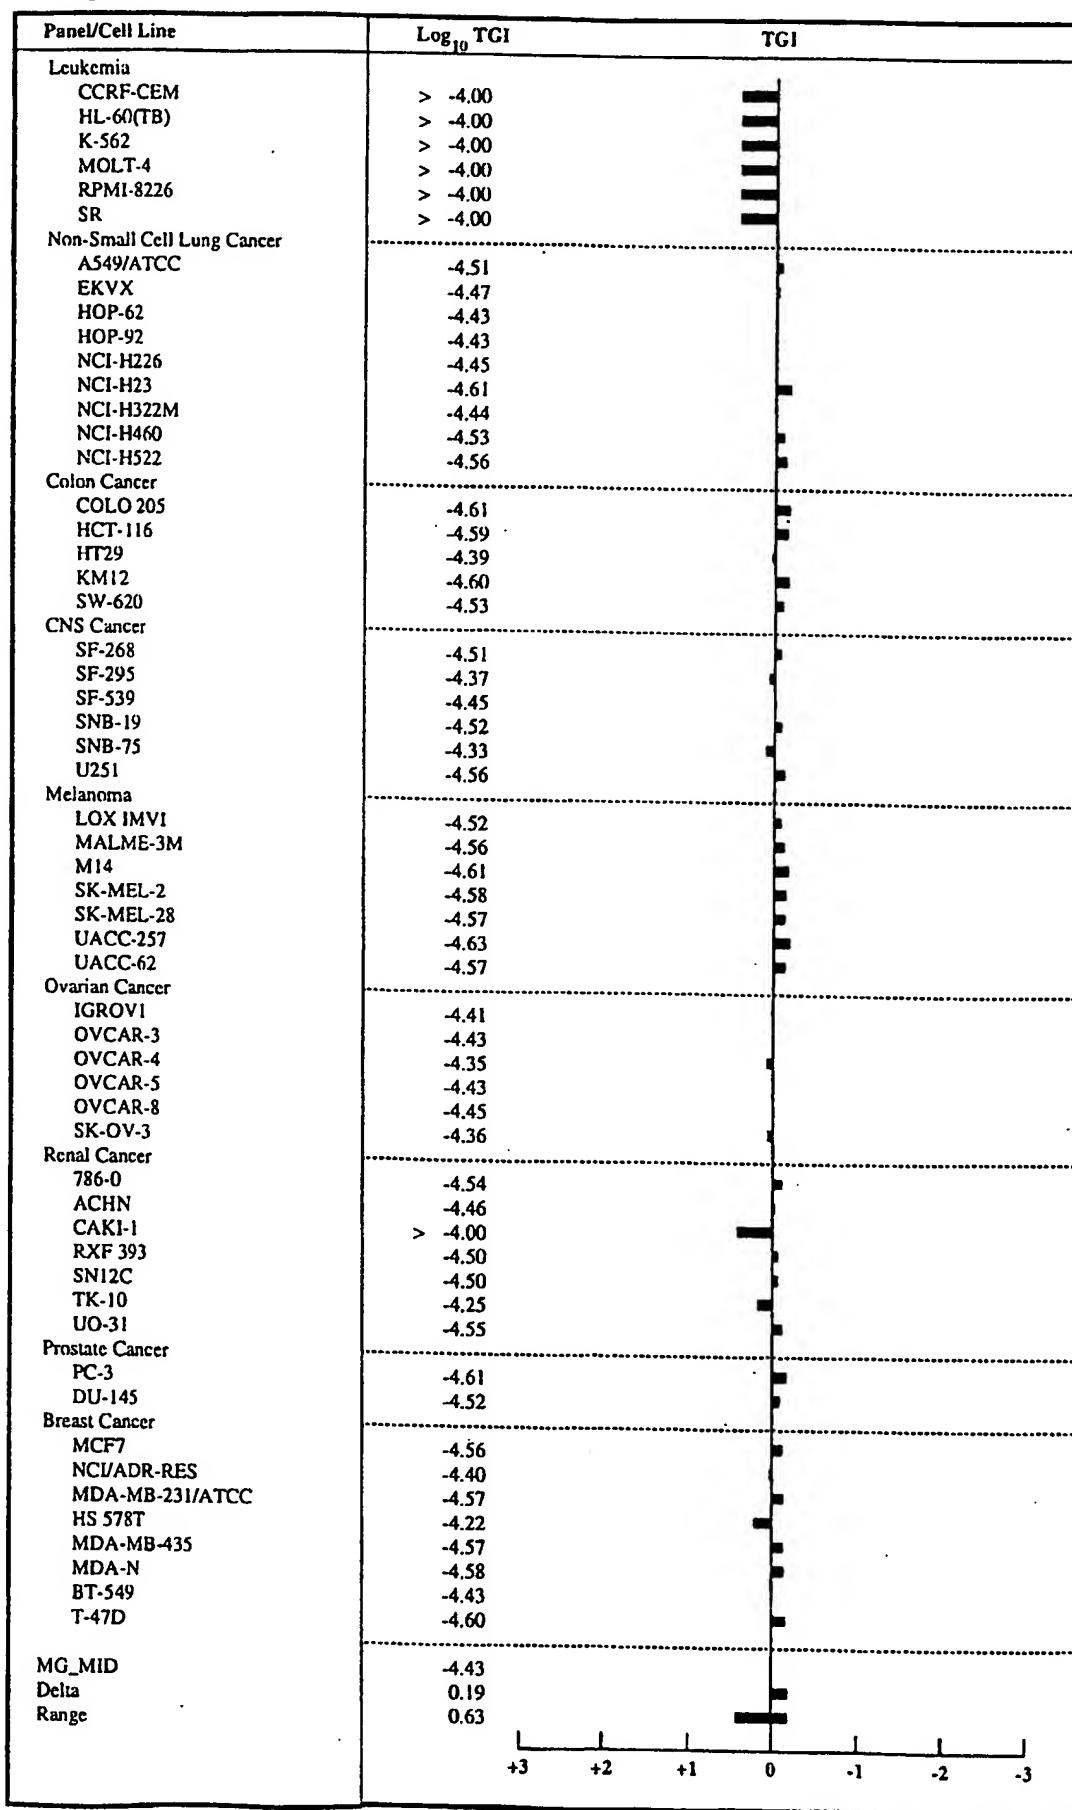 Panel/Cell Line Log10 TGI TGI
Leukemia
CCRF-CEM > -4.00
HL-60(TB) > -4.00
K-562 > -4.00
MOLT-4 > -4.00
RPMI-8226 > -4.00
SR > -4.00
Non-Small Cell Lung Cancer
A549/ATCC -4.51
EKVX -4.47
HOP-62 -4.43
HOP-92 -4.43
NCI-H226 -4.45
NCI-H23 -4.61
NCI-H322M -4.44
NCI-H460 -4.53
NCI-H522 -4.56
Colon Cancer
COLO 205 -4.61
HCT-116 -4.59
HT29 -4.39
KM12 -4.60
SW-620 -4.53
CNS Cancer
SF-268 -4.51
SF-295 -4.37
SF-539 -4.45
SNB-19 -4.52
SNB-75 -4.33
U251 -4.56
Melanoma
LOX IMVI -4.52
MALME-3M -4.56
M14 -4.61
SK-MEL-2 -4.58
SK-MEL-28 -4.57
UACC-257 -4.63
UACC-62 -4.57
Ovarian Cancer
IGROV1 -4.41
OVCAR-3 -4.43
OVCAR-4 -4.35
OVCAR-5 -4.43
OVCAR-8 -4.45
SK-OV-3 -4.36
Renal Cancer
786-0 -4.54
ACHN -4.46
CAKI-1 > -4.00
RXF 393 -4.50
SN12C -4.50
TK-10 -4.25
UO-31 -4.55
Prostate Cancer
PC-3 -4.61
DU-145 -4.52
Breast Cancer
MCF7 -4.56
NCI/ADR-RES -4.40
MDA-MB-231/ATCC -4.57
HS 578T -4.22
MDA-MB-435 -4.57
MDA-N -4.58
BT-549 -4.43
T-47D -4.60
MG_MID -4.43
Delta 0.19
Range 0.63
+3 +2 +1 0 -1 -2 -3